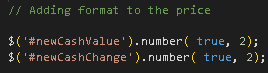 // Adding format to the price
$('#newCashValue').number( true, 2);
$('#newCashChange').number( true, 2);